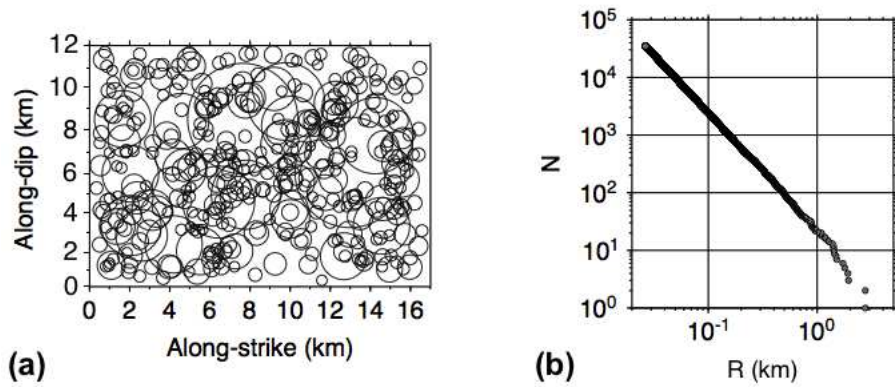 12
10
8
6
4
2
0
0 2 4 6 8 10 12 14 16
Along-dip (km)
Along-strike (km)
(a)
10^5
10^4
10^3
10^2
10^1
10^0
N
10^-1 10^0
R (km)
(b)